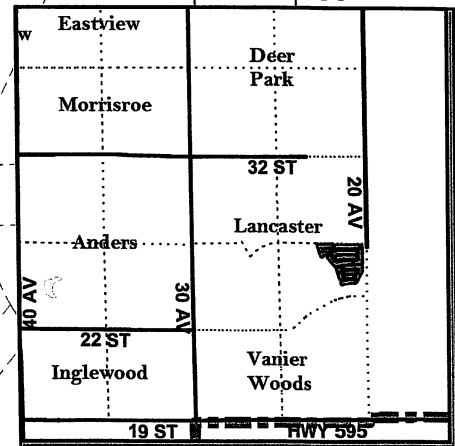 Eastview
w
Deer
Park
Morrisroe
32 ST
20 AV
Lancaster
Anders
40 AV
30 AV
22 ST
Inglewood
Vanier
Woods
19 ST
HWY 595